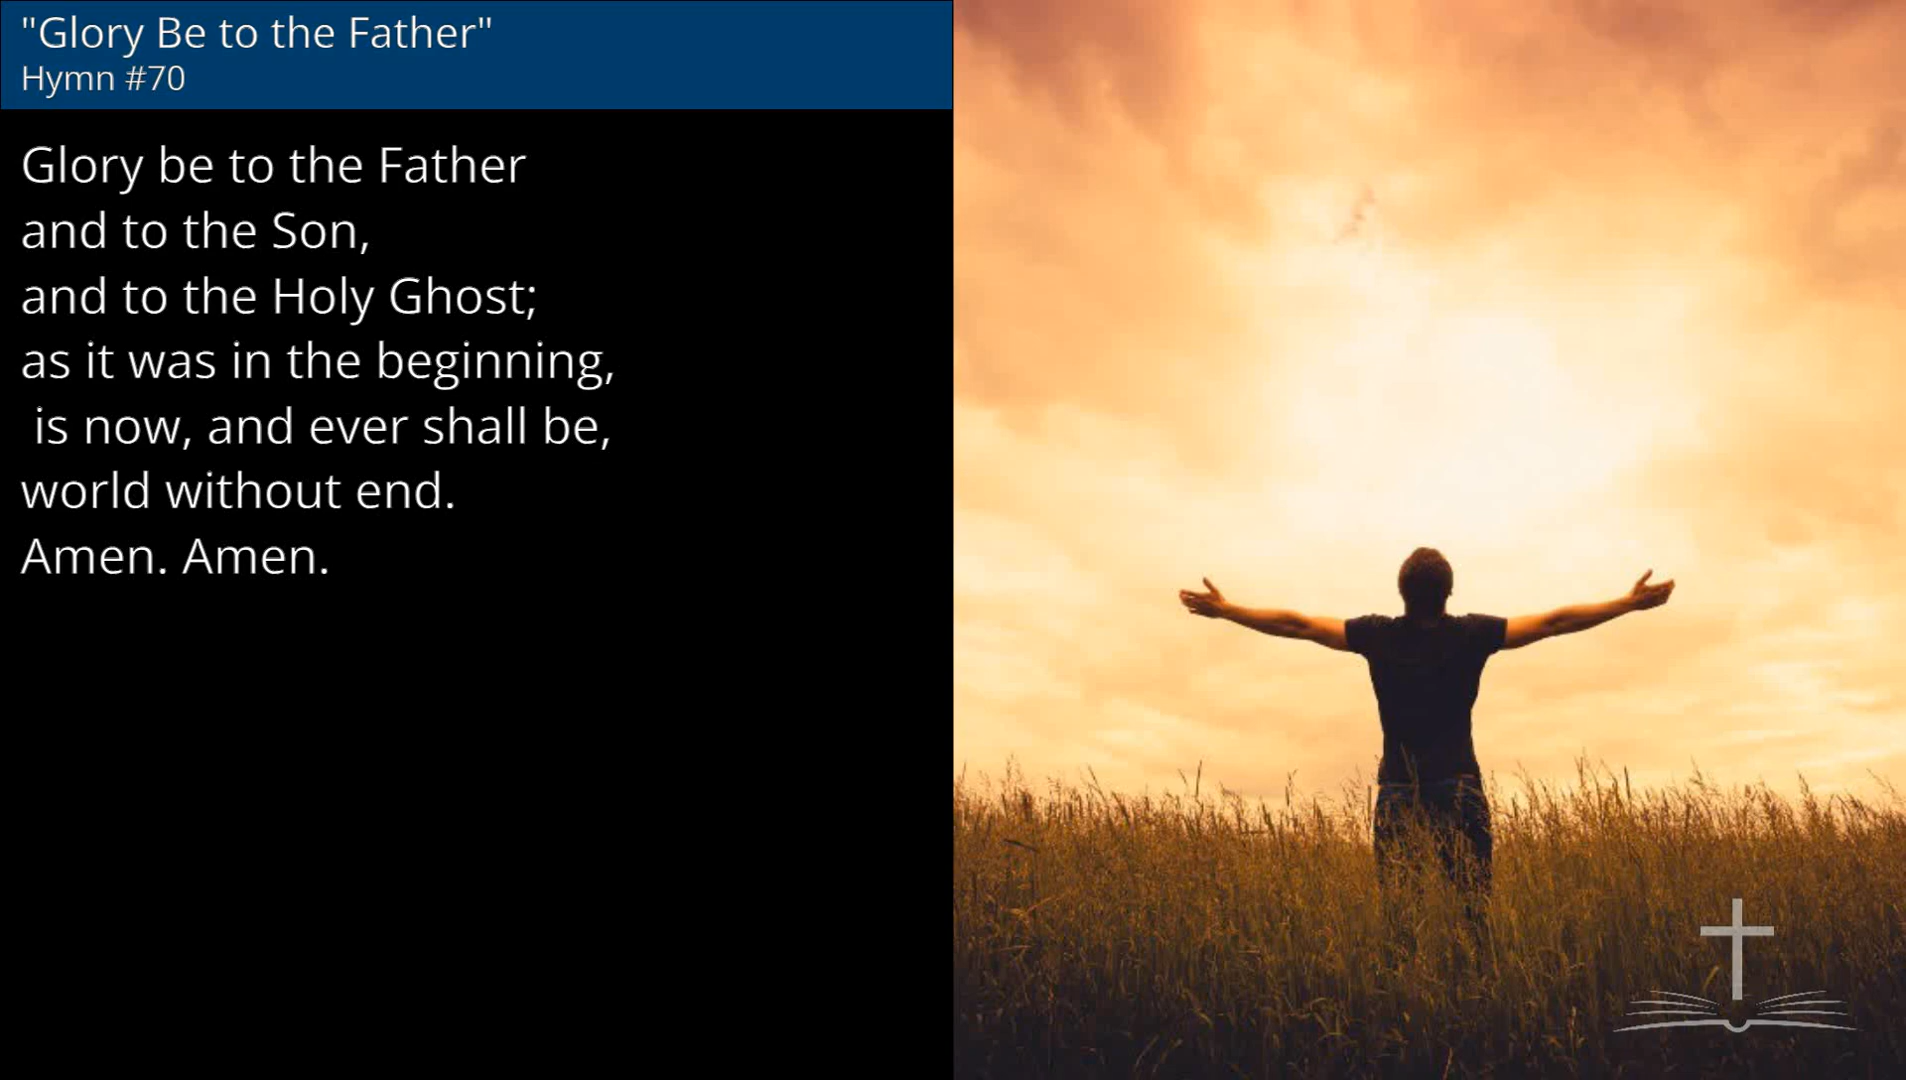 "Glory Be to the Father"
Hymn #70
Glory be to the Father
and to the Son,
and to the Holy Ghost;
as it was in the beginning,
is now, and ever shall be,
world without end.
Amen. Amen.